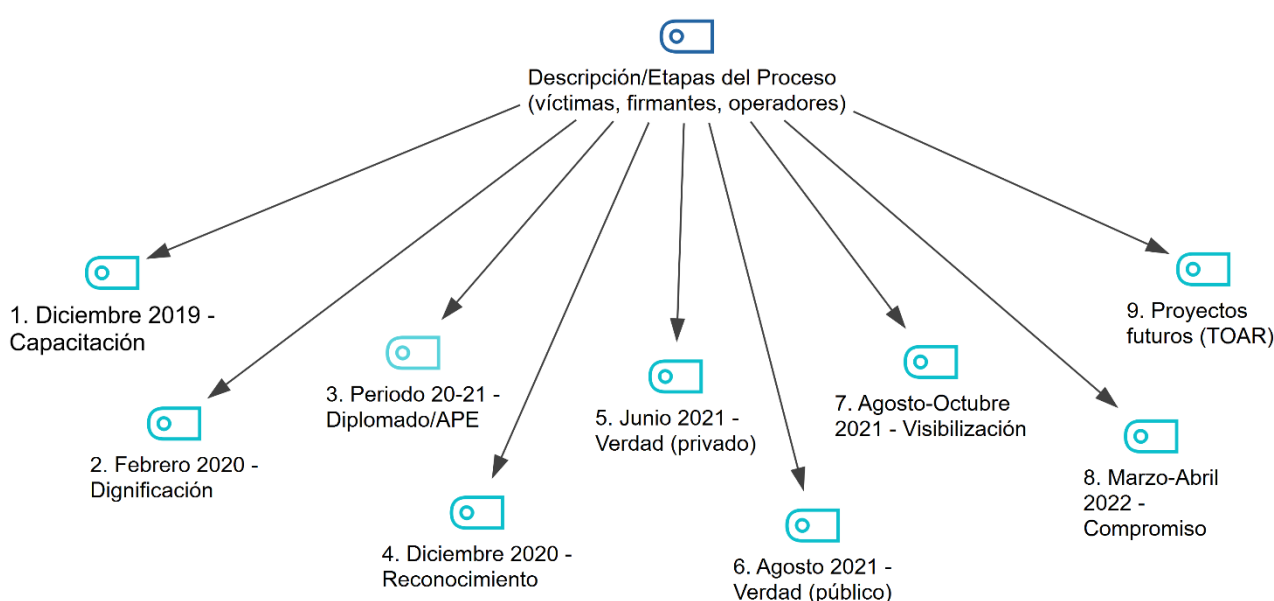 Descripción/Etapas del Proceso
(víctimas, firmantes, operadores)
1. Diciembre 2019 -
Capacitación
2. Febrero 2020 -
Dignificación
3. Periodo 20-21 -
Diplomado/APE
4. Diciembre 2020 -
Reconocimiento
5. Junio 2021 -
Verdad (privado)
6. Agosto 2021 -
Verdad (público)
7. Agosto-Octubre
2021 - Visibilización
8. Marzo-Abril
2022 -
Compromiso
9. Proyectos
futuros (TOAR)